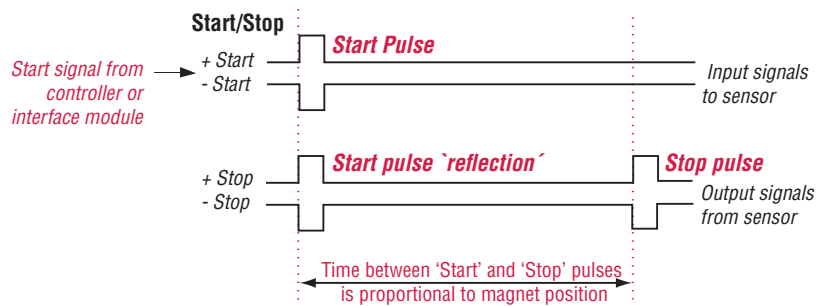 Start/Stop
+ Start
- Start
Start Pulse
Start signal from
controller or
interface module
Input signals
to sensor
+ Stop
- Stop
Start pulse `reflection´
Stop pulse
Output signals
from sensor
Time between ‘Start’ and ‘Stop’ pulses
is proportional to magnet position